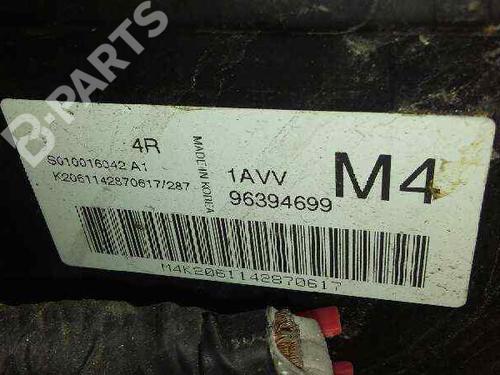 B-PARTS
4R
S010016042 A1
K2061142870617/287
MADE IN KOREA
1AVV
96394699
M4
M4K2061142870617